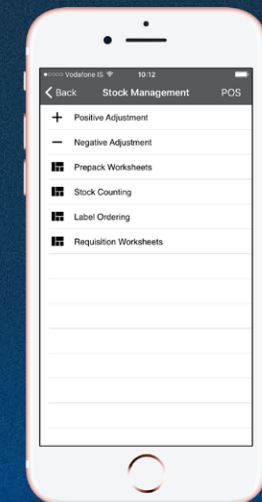 Vodafone IS 10:12
Back Stock Management POS
Positive Adjustment
Negative Adjustment
Prepack Worksheets
Stock Counting
Label Ordering
Requisition Worksheets